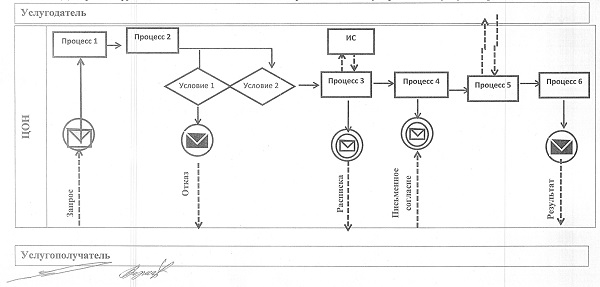 Услугодатель
Процесс 1
Процесс 2
ИС
Условие 1
Условие 2
Процесс 3
Процесс 4
Процесс 5
Процесс 6
ЦОН
Запрос
Отказ
Расписка
Письменное
согласие
Результат
Услугополучатель